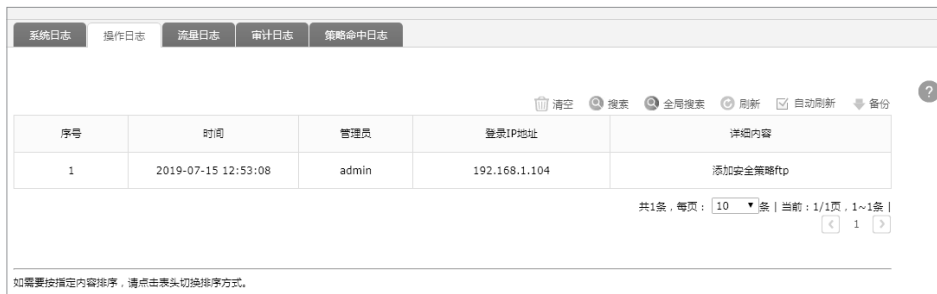 系统日志 操作日志 流量日志 审计日志 策略命中日志
清空 搜索 全局搜索 刷新 自动刷新 备份 ?
序号 时间 管理员 登录IP地址 详细内容
1 2019-07-15 12:53:08 admin 192.168.1.104 添加安全策略ftp
共1条，每页： 10 条 | 当前：1/1页，1~1条 |
< 1 >
如需要按指定内容排序，请点击表头切换排序方式。